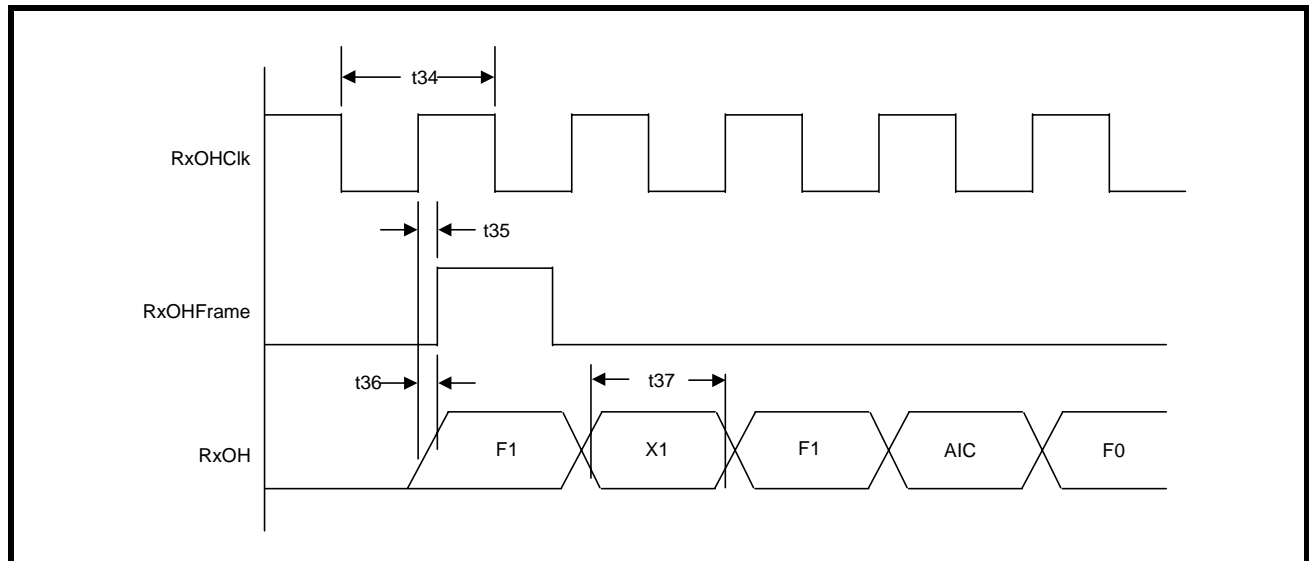 t34
RxOHClk
t35
RxOHFrame
t36
t37
RxOH
F1
X1
F1
AIC
F0